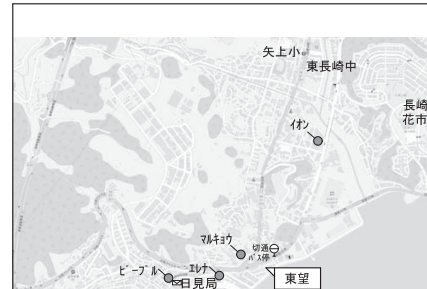 矢上小
東長崎中
長崎
花市
イオン
マルキョウ
切通
バス停
ピープル
エレナ
日見局
東望